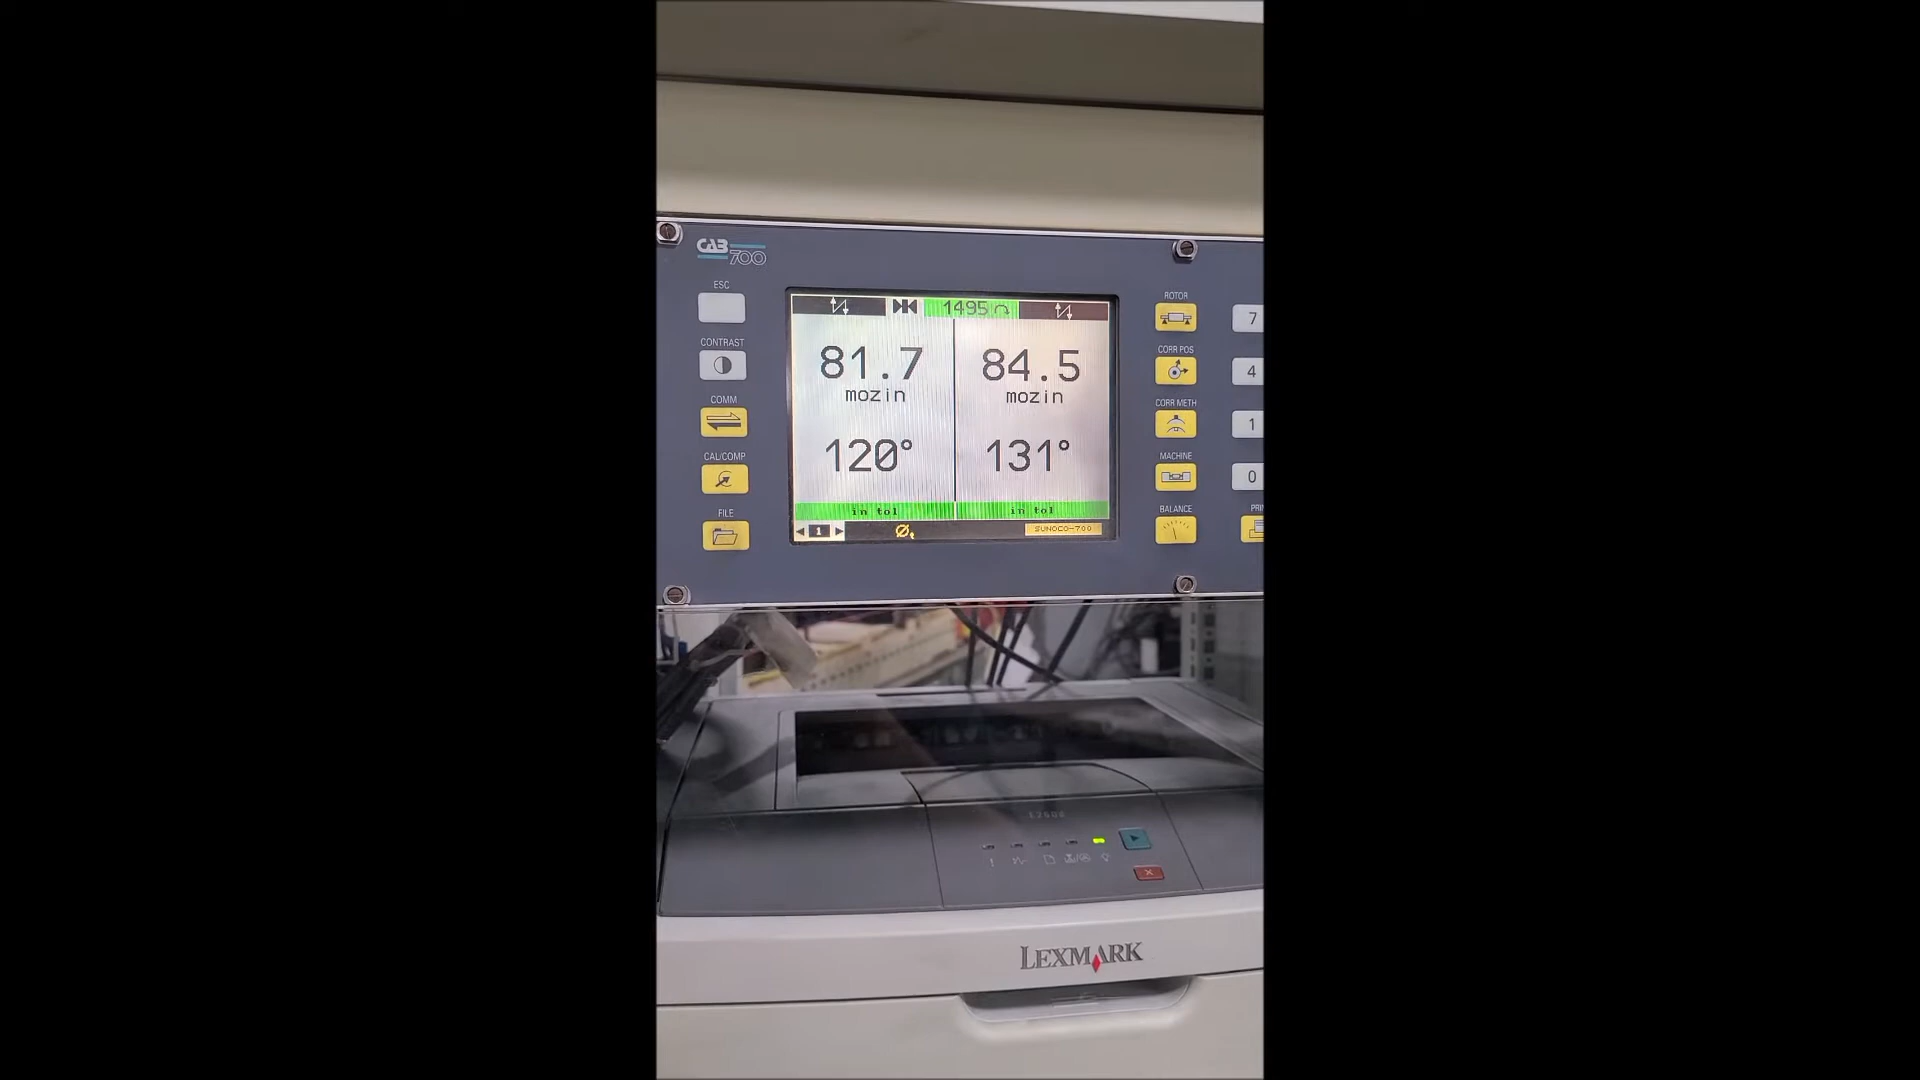 CAB
700
ESC
CONTRAST
COMM
CAL/COMP
FILE
1495
81.7
84.5
mozin
mozin
120°
131°
in tol
in tol
1
SUNOCO-700
ROTOR
CORR POS
CORR METH
MACHINE
BALANCE
7
4
1
0
PRI
LEXMARK